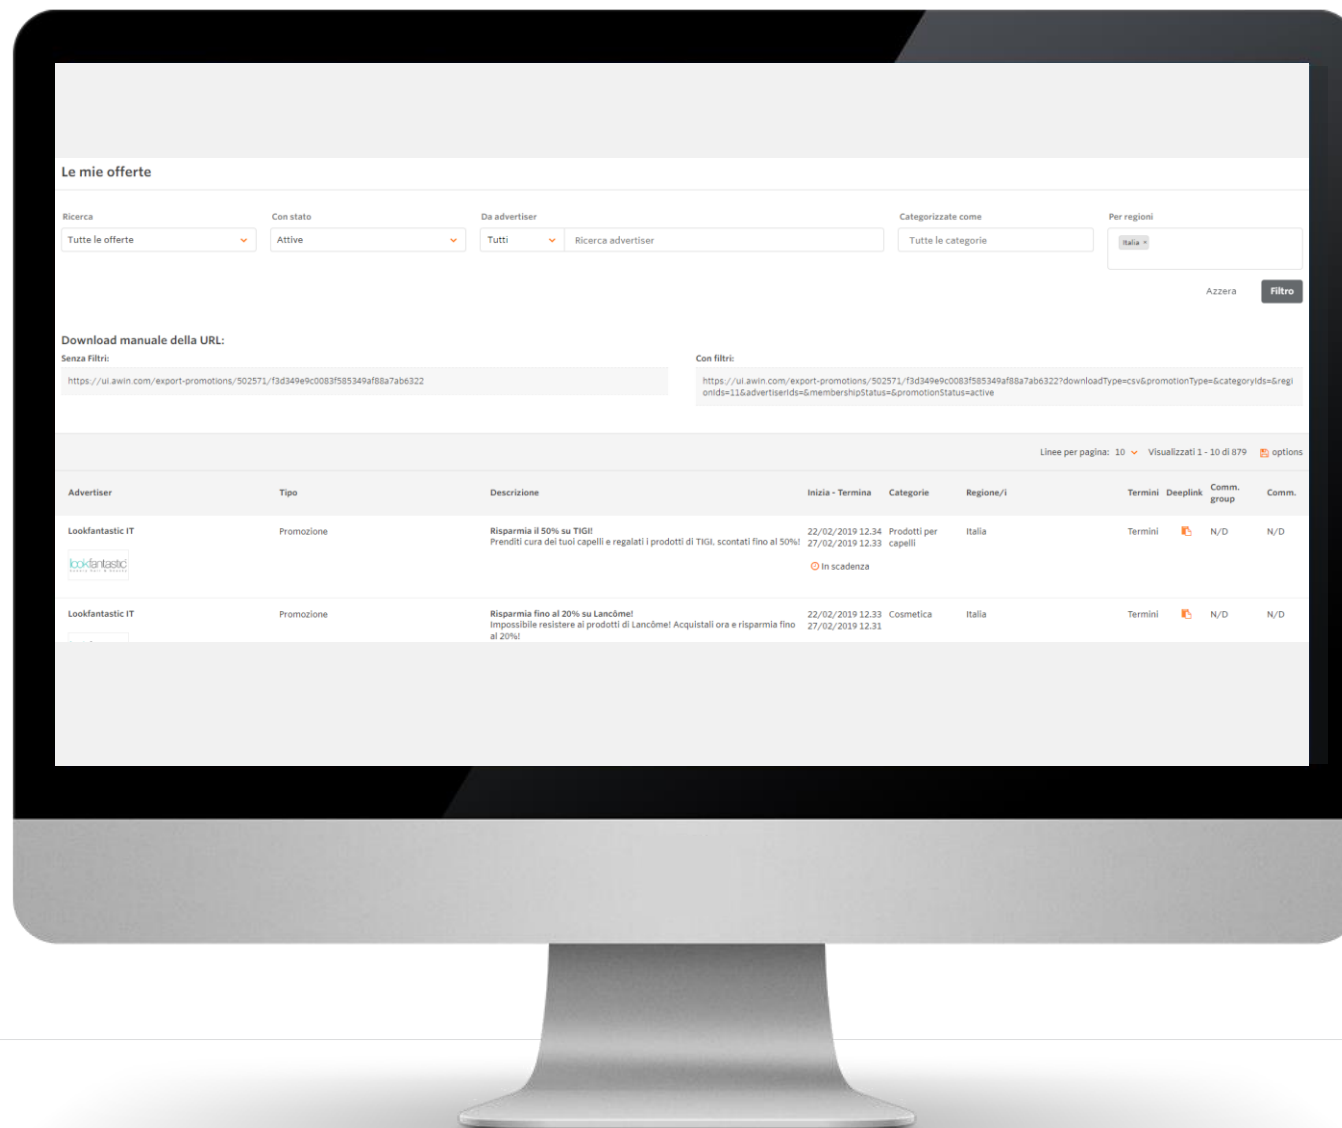 Le mie offerte
Ricerca Con stato Da advertiser Categorizzate come Per regioni
Tutte le offerte Attive Tutti Ricerca advertiser Tutte le categorie Italia ×
Azzera Filtro
Download manuale della URL:
Senza Filtri: Con filtri:
https://ui.awin.com/export-promotions/502571/f3d349e9c0083f585349af88a7ab6322
https://ui.awin.com/export-promotions/502571/f3d349e9c0083f585349af88a7ab6322?downloadType=csv&promotionType=&categoryIds=&regi
onIds=11&advertiserIds=&membershipStatus=&promotionStatus=active
Linee per pagina: 10 Visualizzati 1 - 10 di 879 options
Advertiser Tipo Descrizione Inizia - Termina Categorie Regione/i Termini Deeplink Comm. group Comm.
Lookfantastic IT Promozione Risparmia il 50% su TIGI! 22/02/2019 12.34 Prodotti per Italia Termini N/D N/D
Prenditi cura dei tuoi capelli e regalati i prodotti di TIGI, scontati fino al 50%! 27/02/2019 12.33 capelli
lookfantastic In scadenza
Lookfantastic IT Promozione Risparmia fino al 20% su Lancôme! 22/02/2019 12.33 Cosmetica Italia Termini N/D N/D
Impossibile resistere ai prodotti di Lancôme! Acquistali ora e risparmia fino 27/02/2019 12.31
al 20%!